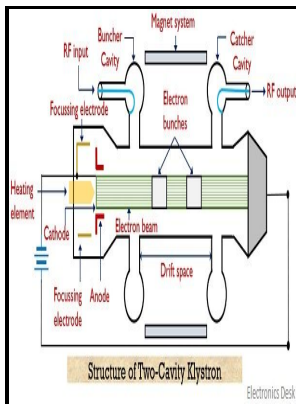 Magnet system
Buncher
Cavity
Catcher
Cavity
RF input
RF output
Electron
bunches
Focussing electrode
Heating
element
Cathode
Electron beam
Focussing
electrode
Anode
Drift space
Structure of Two-Cavity Klystron
Electronics Desk